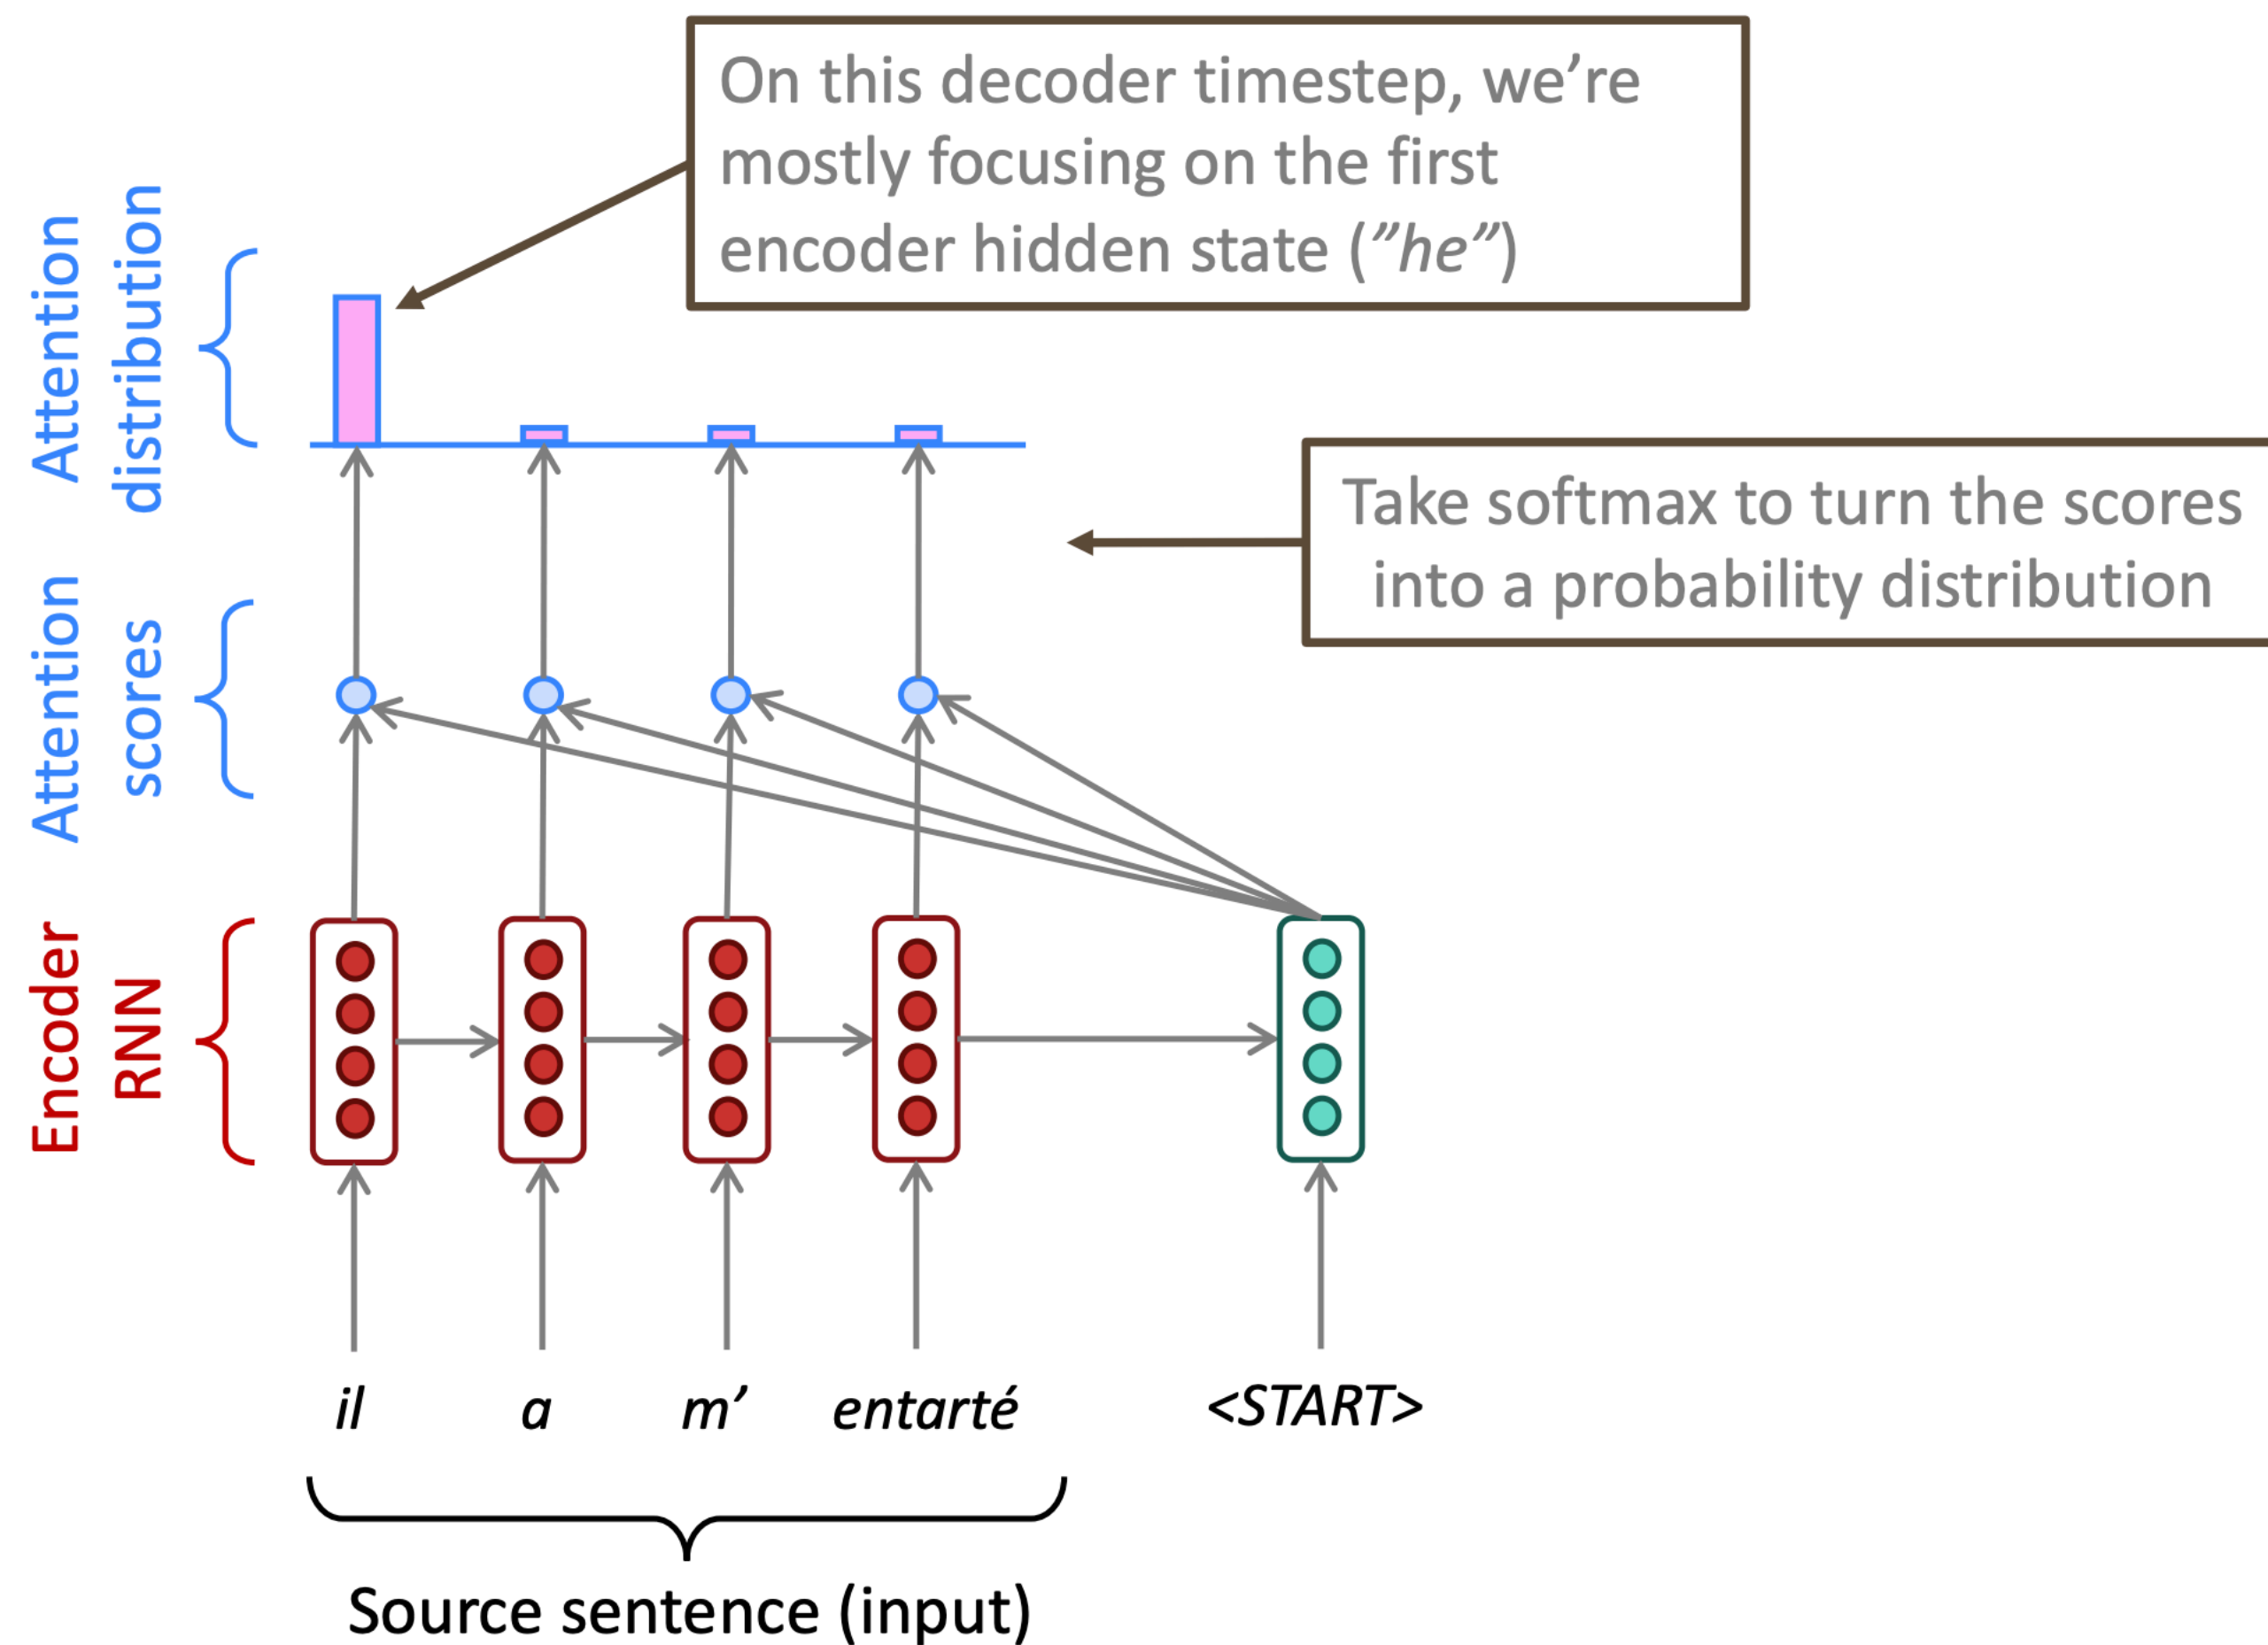 On this decoder timestep, we’re
mostly focusing on the first
encoder hidden state (”he”)
Attention
distribution
Take softmax to turn the scores
into a probability distribution
Attention
scores
Encoder
RNN
il a m’ entarté <START>
Source sentence (input)